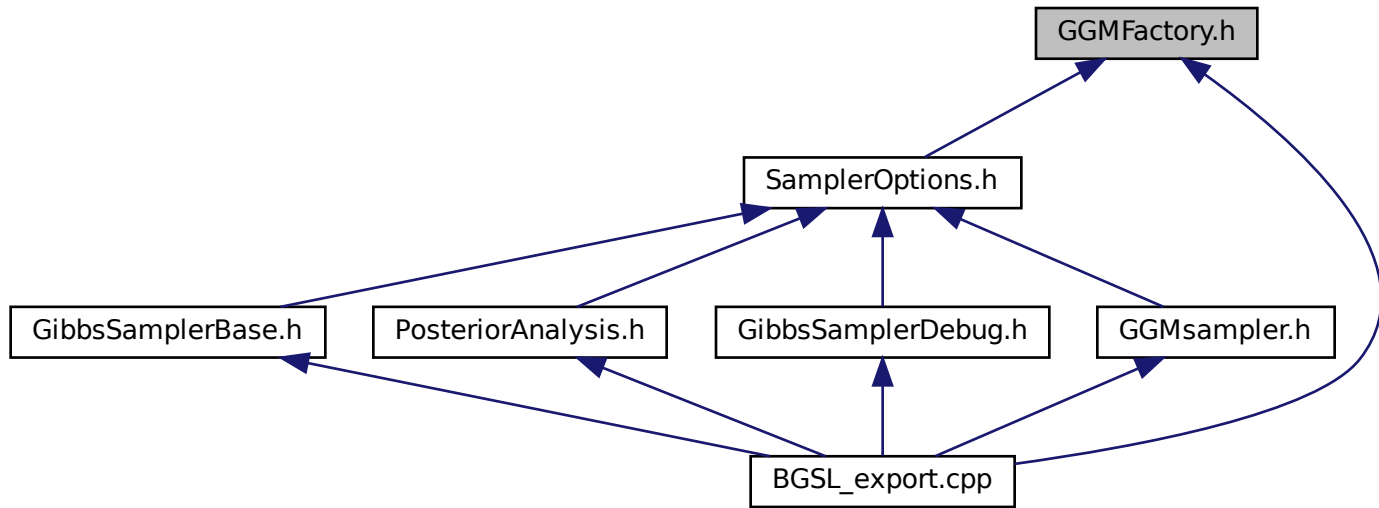 GGMFactory.h
SamplerOptions.h
GibbsSamplerBase.h
PosteriorAnalysis.h
GibbsSamplerDebug.h
GGMsampler.h
BGSL_export.cpp